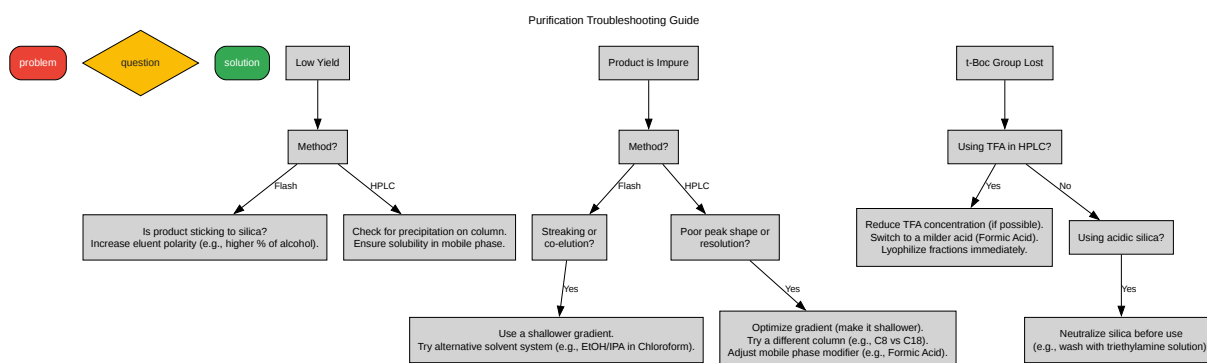 Purification Troubleshooting Guide
problem
question
solution
Low Yield
Product is Impure
t-Boc Group Lost
Method?
Method?
Using TFA in HPLC?
Flash
HPLC
Flash
HPLC
Yes
No
Is product sticking to silica?
Increase eluent polarity (e.g., higher % of alcohol).
Check for precipitation on column.
Ensure solubility in mobile phase.
Streaking or
co-elution?
Poor peak shape or
resolution?
Reduce TFA concentration (if possible).
Switch to a milder acid (Formic Acid).
Lyophilize fractions immediately.
Using acidic silica?
Yes
Yes
Yes
Use a shallower gradient.
Try alternative solvent system (e.g., EtOH/IPA in Chloroform).
Optimize gradient (make it shallower).
Try a different column (e.g., C8 vs C18).
Adjust mobile phase modifier (e.g., Formic Acid).
Neutralize silica before use
(e.g., wash with triethylamine solution)